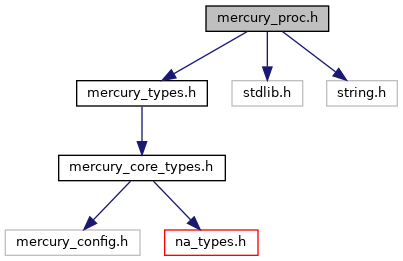 mercury_proc.h
mercury_types.h
stdlib.h
string.h
mercury_core_types.h
mercury_config.h
na_types.h